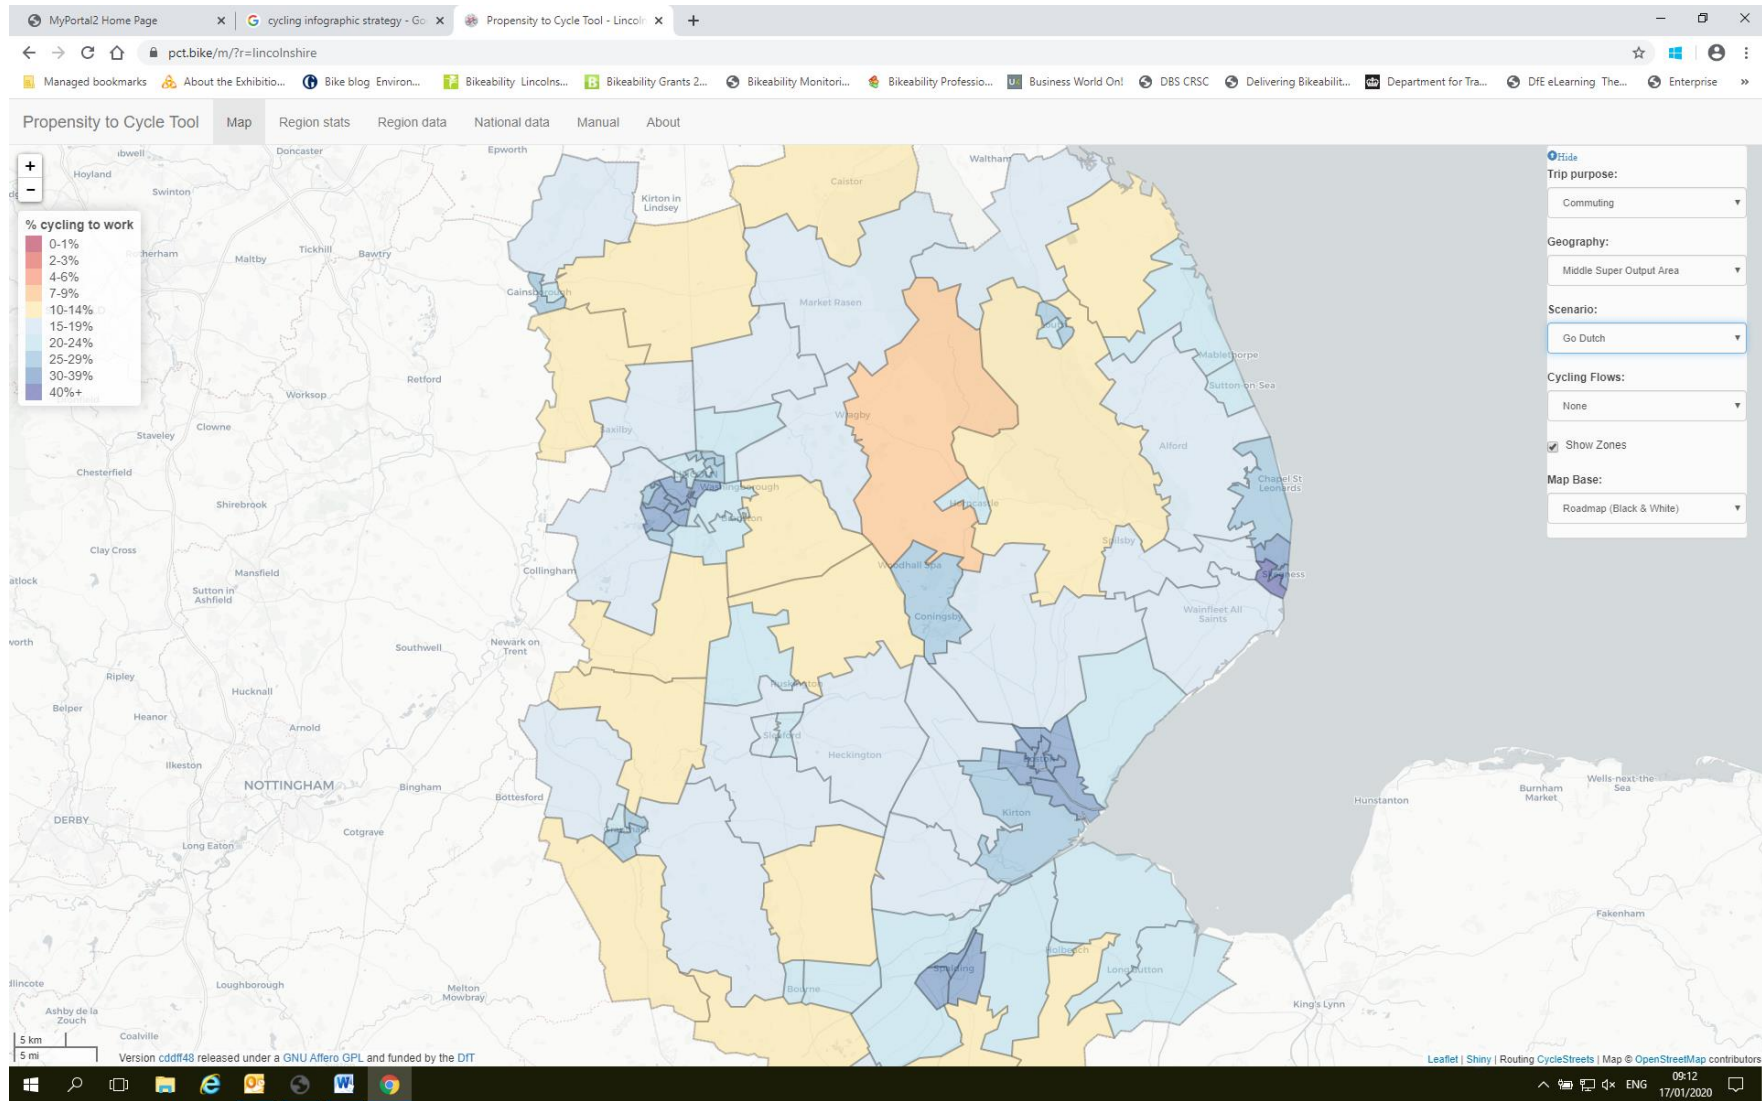 MyPortal2 Home Page
cycling infographic strategy - Go
Propensity to Cycle Tool - Lincoln
pct.bike/m/?r=lincolnshire
Managed bookmarks
About the Exhibitio...
Bike blog Environ...
Bikeability Lincolns...
Bikeability Grants 2...
Bikeability Monitori...
Bikeability Professio...
Business World On!
DBS CRSC
Delivering Bikeabilit...
Department for Tra...
DfE eLearning The...
Enterprise
»
Propensity to Cycle Tool
Map
Region stats
Region data
National data
Manual
About
+
−
% cycling to work
0-1%
2-3%
4-6%
7-9%
10-14%
15-19%
20-24%
25-29%
30-39%
40%+
Hide
Trip purpose:
Commuting
Geography:
Middle Super Output Area
Scenario:
Go Dutch
Cycling Flows:
None
Show Zones
Map Base:
Roadmap (Black & White)
Hoyland
Doncaster
Epworth
Waltham
Caistor
Swinton
Kirton in
Lindsey
Tickhill
Bawtry
Maltby
Gainsborough
Market Rasen
Louth
Mablethorpe
Sutton-on-Sea
Retford
Worksop
Wragby
Saxilby
Clowne
Staveley
Alford
Chesterfield
Shirebrook
Washingborough
Horncastle
Chapel St
Leonards
Branston
Spilsby
Clay Cross
Mansfield
Collingham
Woodhall Spa
Skegness
Sutton in
Ashfield
Coningsby
Wainfleet All
Saints
Southwell
Newark on
Trent
Ripley
Hucknall
Ruskington
Belper
Heanor
Arnold
Sleaford
Heckington
Boston
Ilkeston
NOTTINGHAM
Bingham
Bottesford
Kirton
Hunstanton
Burnham
Market
Wells-next-the
Sea
DERBY
Cotgrave
Grantham
Long Eaton
Fakenham
Holbeach
Spalding
Long Sutton
Bourne
Loughborough
Melton
Mowbray
King's Lynn
Ashby de la
Zouch
Coalville
5 km
5 mi
Version cddff48 released under a GNU Affero GPL and funded by the DfT
Leaflet | Shiny | Routing CycleStreets | Map © OpenStreetMap contributors
ENG
09:12
17/01/2020